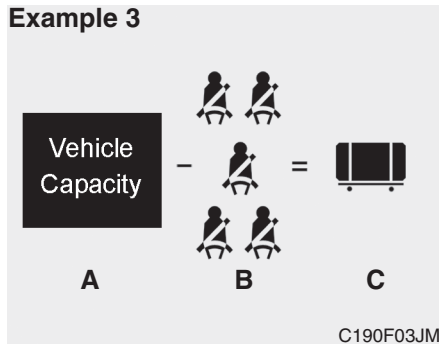 Example 3
Vehicle
Capacity
–
=
A
B
C
C190F03JM